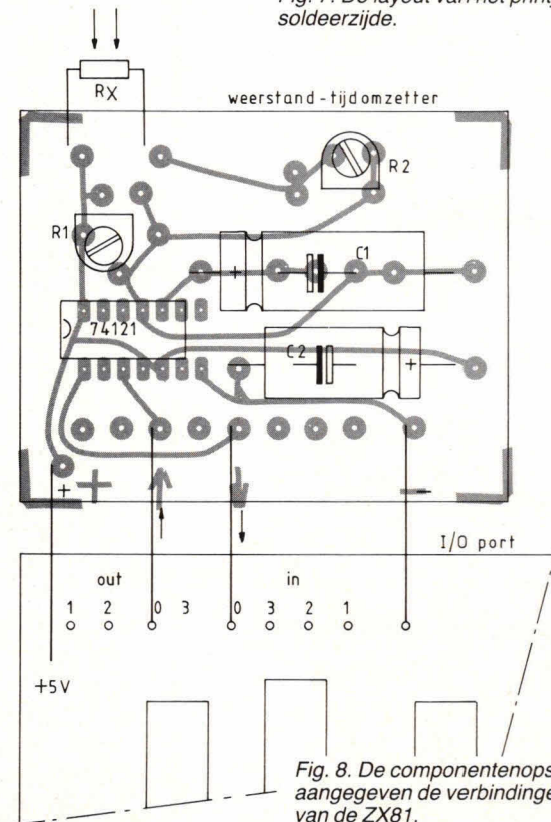 Fig. 7. De layout van het print
soldeerzijde.
RX
weerstand-tijdomzetter
R2
R1
C1
+
74121
C2
+
+ + -
I/O port
out in
1 2 0 3 0 3 2 1
+5V
Fig. 8. De componentenops
aangegeven de verbindinge
van de ZX81.